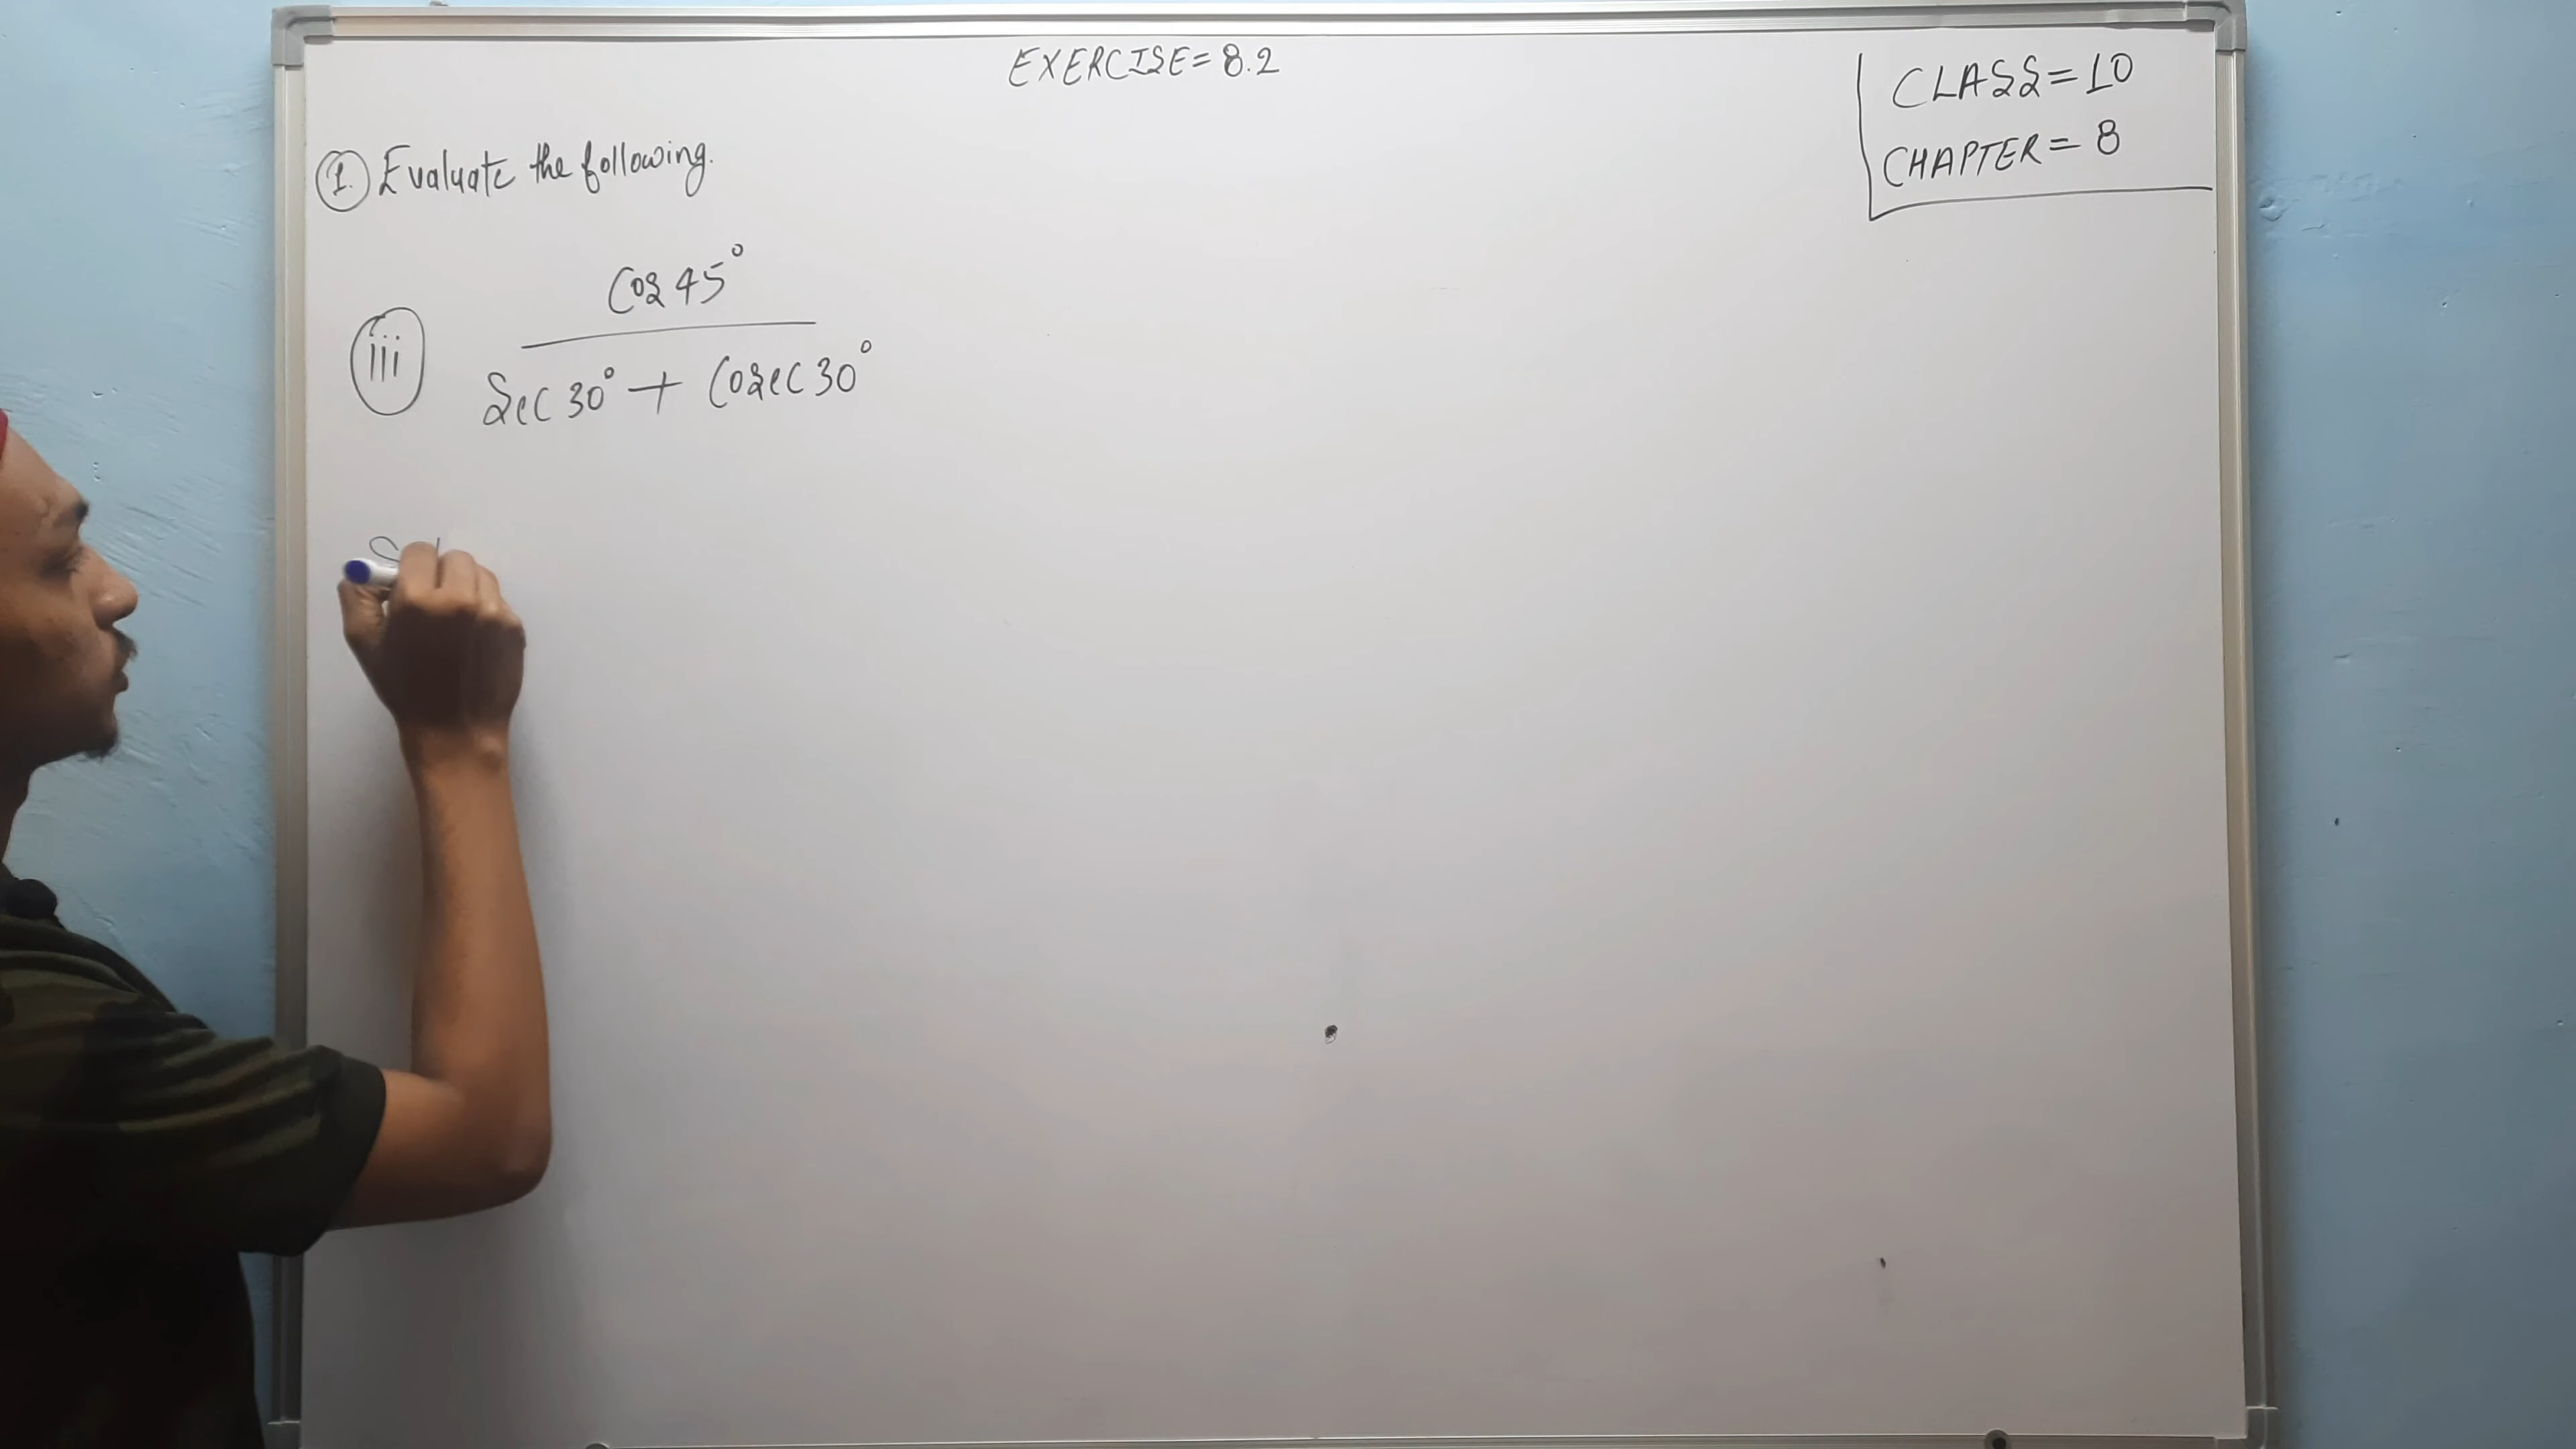 EXERCISE = 8.2
CLASS = 10
CHAPTER = 8
1. Evaluate the following.
iii
Cos 45°
Sec 30° + Cosec 30°